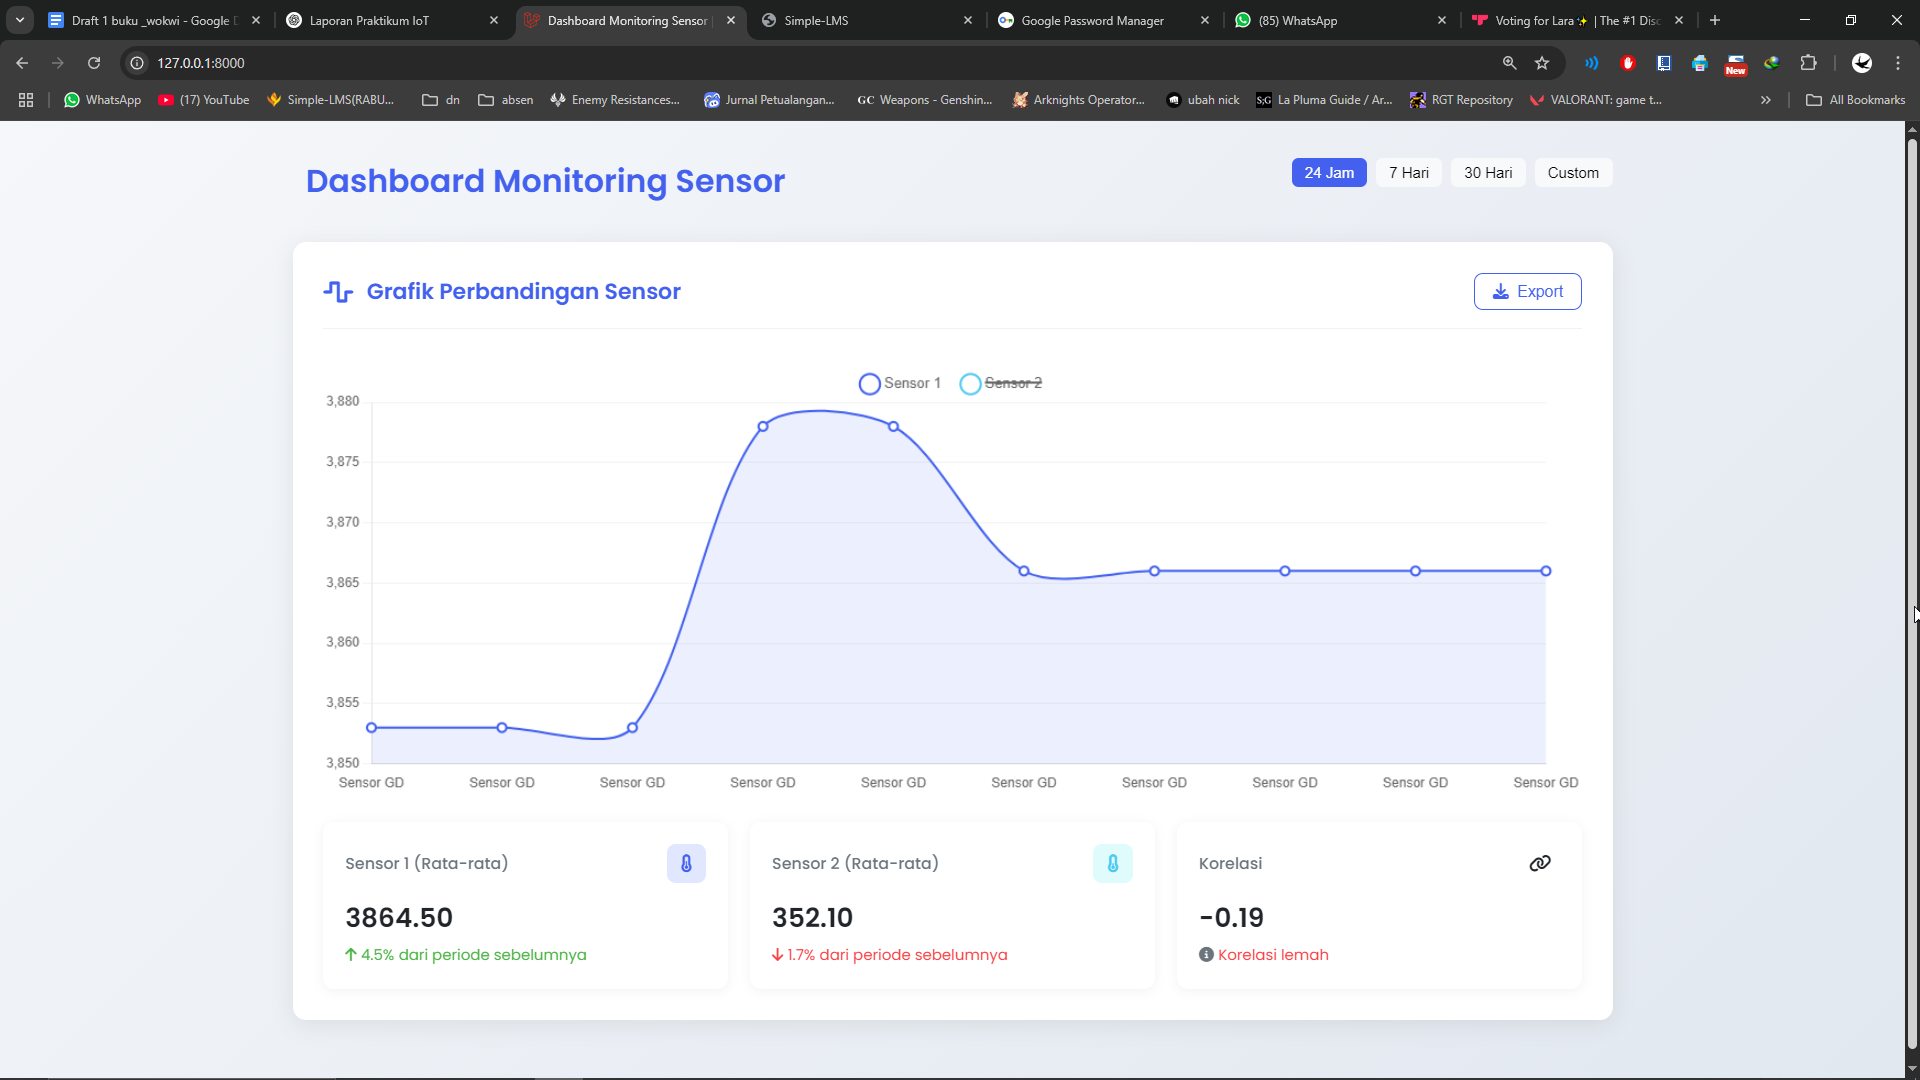 Draft 1 buku _wokwi - Google D
Laporan Praktikum IoT
Dashboard Monitoring Sensor
Simple-LMS
Google Password Manager
(85) WhatsApp
Voting for Lara ✨ | The #1 Disc
127.0.0.1:8000
New
WhatsApp
(17) YouTube
Simple-LMS(RABU...
dn
absen
Enemy Resistances...
Jurnal Petualangan...
GC Weapons - Genshin...
Arknights Operator...
ubah nick
S;G La Pluma Guide / Ar...
RGT Repository
VALORANT: game t...
All Bookmarks
Dashboard Monitoring Sensor
24 Jam
7 Hari
30 Hari
Custom
Grafik Perbandingan Sensor
Export
Sensor 1
Sensor 2
3,880
3,875
3,870
3,865
3,860
3,855
3,850
Sensor GD
Sensor GD
Sensor GD
Sensor GD
Sensor GD
Sensor GD
Sensor GD
Sensor GD
Sensor GD
Sensor GD
Sensor 1 (Rata-rata)
3864.50
↑ 4.5% dari periode sebelumnya
Sensor 2 (Rata-rata)
352.10
↓ 1.7% dari periode sebelumnya
Korelasi
-0.19
Korelasi lemah